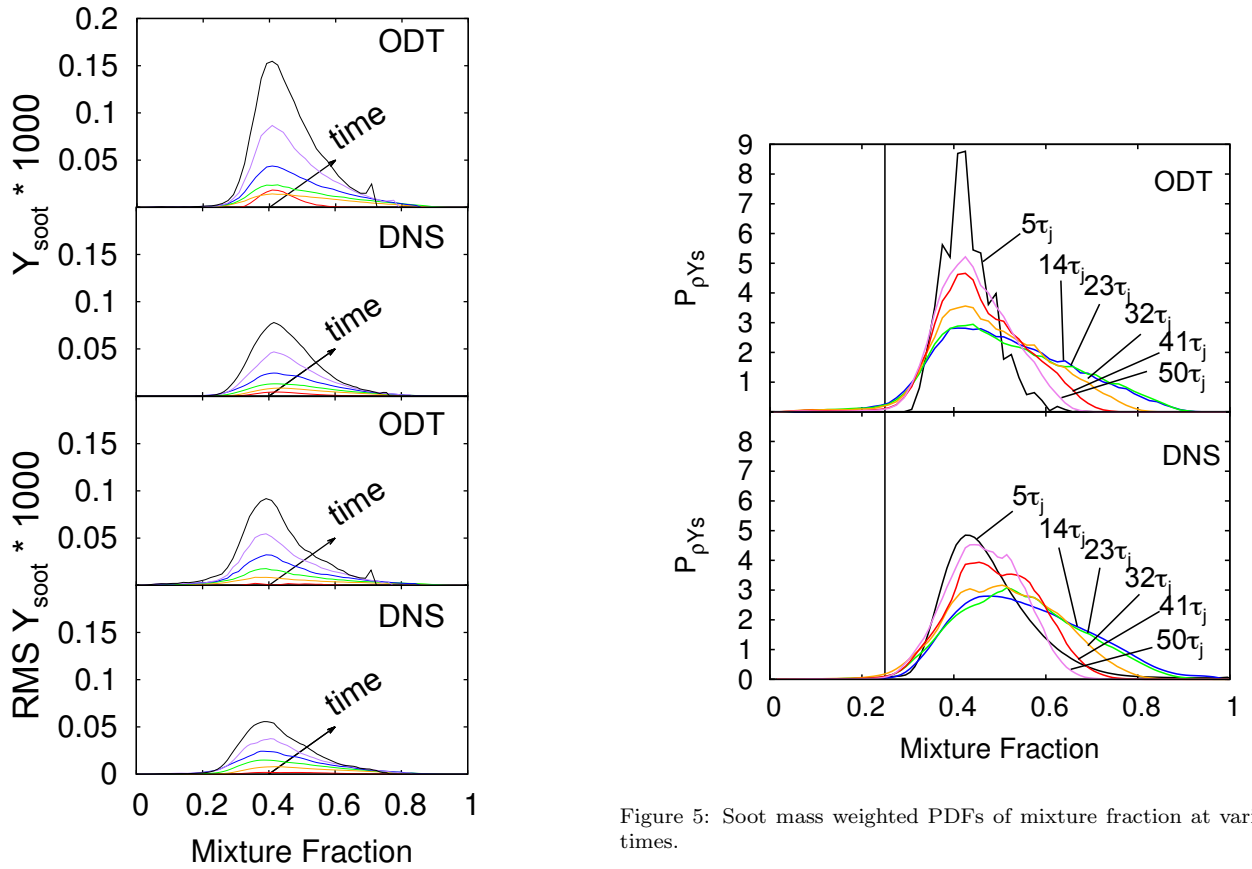 0.2
ODT
0.15
0.1
time
0.05
Y_soot * 1000
DNS
0.15
0.1
time
0.05
ODT
0.15
0.1
time
0.05
RMS Y_soot * 1000
DNS
0.15
0.1
time
0.05
0
0 0.2 0.4 0.6 0.8 1
Mixture Fraction
9
8
7
6
5
4
3
2
1
P_ρYs
ODT
5τ_j
14τ_j
23τ_j
32τ_j
41τ_j
50τ_j
8
7
6
5
4
3
2
1
0
P_ρYs
DNS
5τ_j
14τ_j
23τ_j
32τ_j
41τ_j
50τ_j
0 0.2 0.4 0.6 0.8 1
Mixture Fraction
Figure 5: Soot mass weighted PDFs of mixture fraction at vari
times.